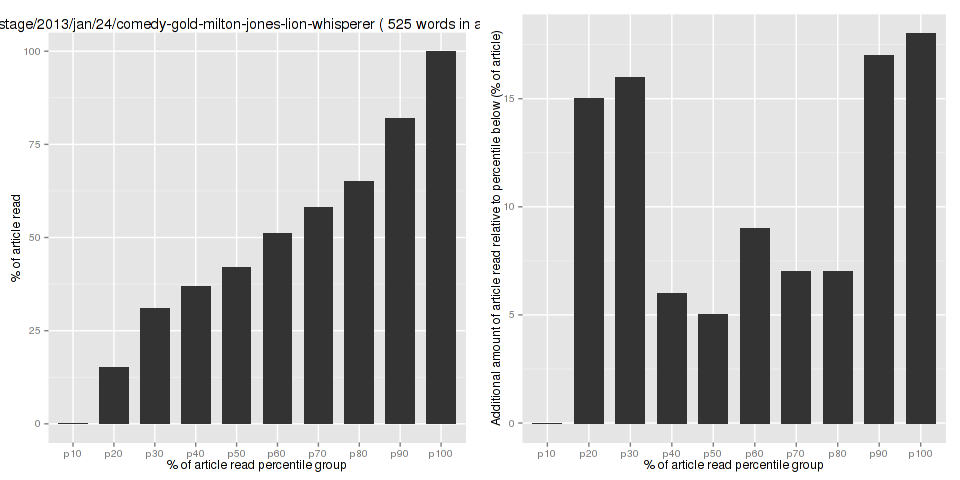 stage/2013/jan/24/comedy-gold-milton-jones-lion-whisperer ( 525 words in a
% of article read
100
75
50
25
0
p10 p20 p30 p40 p50 p60 p70 p80 p90 p100
% of article read percentile group
Additional amount of article read relative to percentile below (% of article)
15
10
5
0
p10 p20 p30 p40 p50 p60 p70 p80 p90 p100
% of article read percentile group